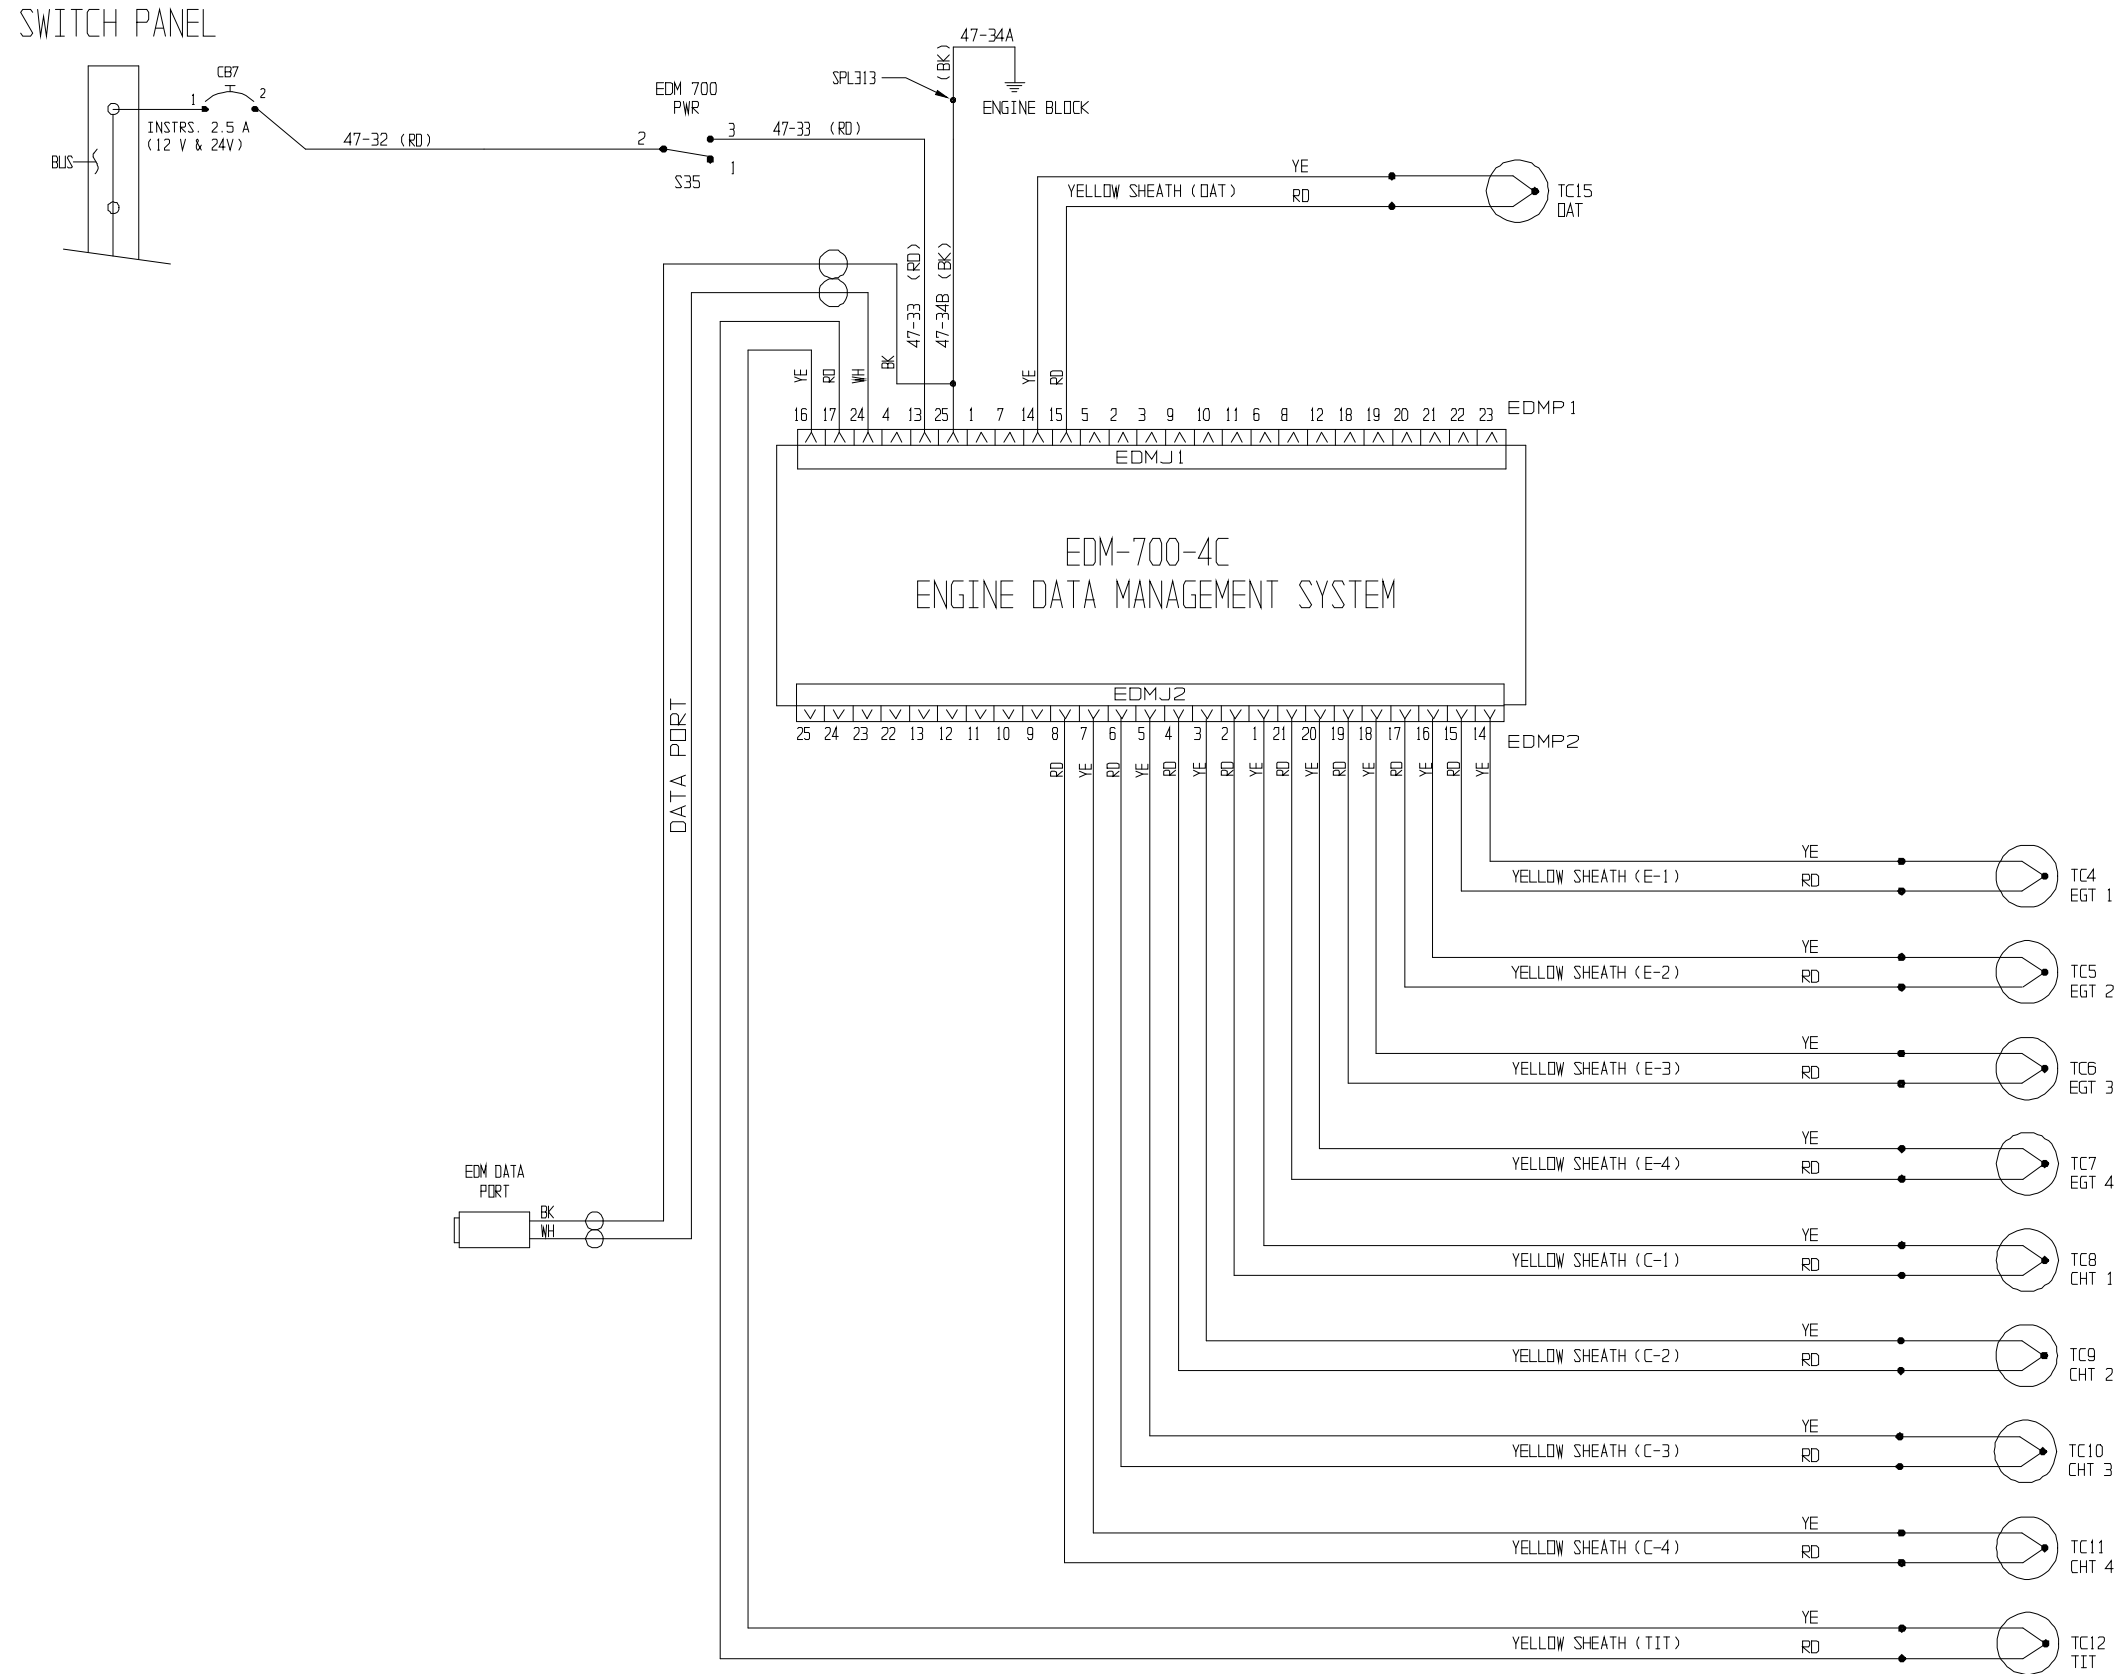 SWITCH PANEL
CB7
1
2
INSTRS. 2.5 A
(12 V & 24V)
BUS
47-32 (RD)
EDM 700
PWR
2
3
1
S35
47-33 (RD)
SPL313
(BK)
47-34A
ENGINE BLOCK
YE
YELLOW SHEATH (OAT)
RD
TC15
OAT
47-33 (RD)
47-34B (BK)
YE
RD
WH
BK
YE
RD
16 17 24 4 13 25 1 7 14 15 5 2 3 9 10 11 6 8 12 18 19 20 21 22 23
EDMP1
EDMJ1
EDM-700-4C
ENGINE DATA MANAGEMENT SYSTEM
EDMJ2
25 24 23 22 13 12 11 10 9 8 7 6 5 4 3 2 1 21 20 19 18 17 16 15 14
EDMP2
RD YE RD YE RD YE RD YE RD YE RD YE RD YE RD YE
DATA PORT
YE
YELLOW SHEATH (E-1)
RD
TC4
EGT 1
YE
YELLOW SHEATH (E-2)
RD
TC5
EGT 2
YE
YELLOW SHEATH (E-3)
RD
TC6
EGT 3
YE
YELLOW SHEATH (E-4)
RD
TC7
EGT 4
EDM DATA
PORT
BK
WH
YE
YELLOW SHEATH (C-1)
RD
TC8
CHT 1
YE
YELLOW SHEATH (C-2)
RD
TC9
CHT 2
YE
YELLOW SHEATH (C-3)
RD
TC10
CHT 3
YE
YELLOW SHEATH (C-4)
RD
TC11
CHT 4
YE
YELLOW SHEATH (TIT)
RD
TC12
TIT